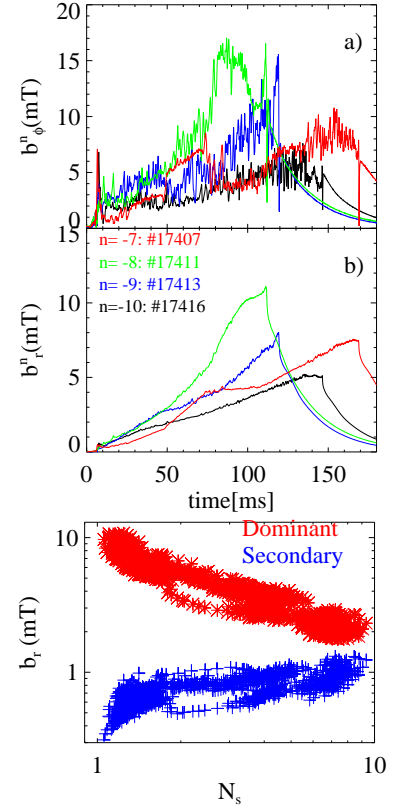 20
15
10
5
0
b^n_ϕ(mT)
a)
15
10
5
0
b^n_r(mT)
n= -7: #17407
n= -8: #17411
n= -9: #17413
n=-10: #17416
b)
0 50 100 150
time[ms]
Dominant
Secondary
10
1
b_r (mT)
1 10
N_s